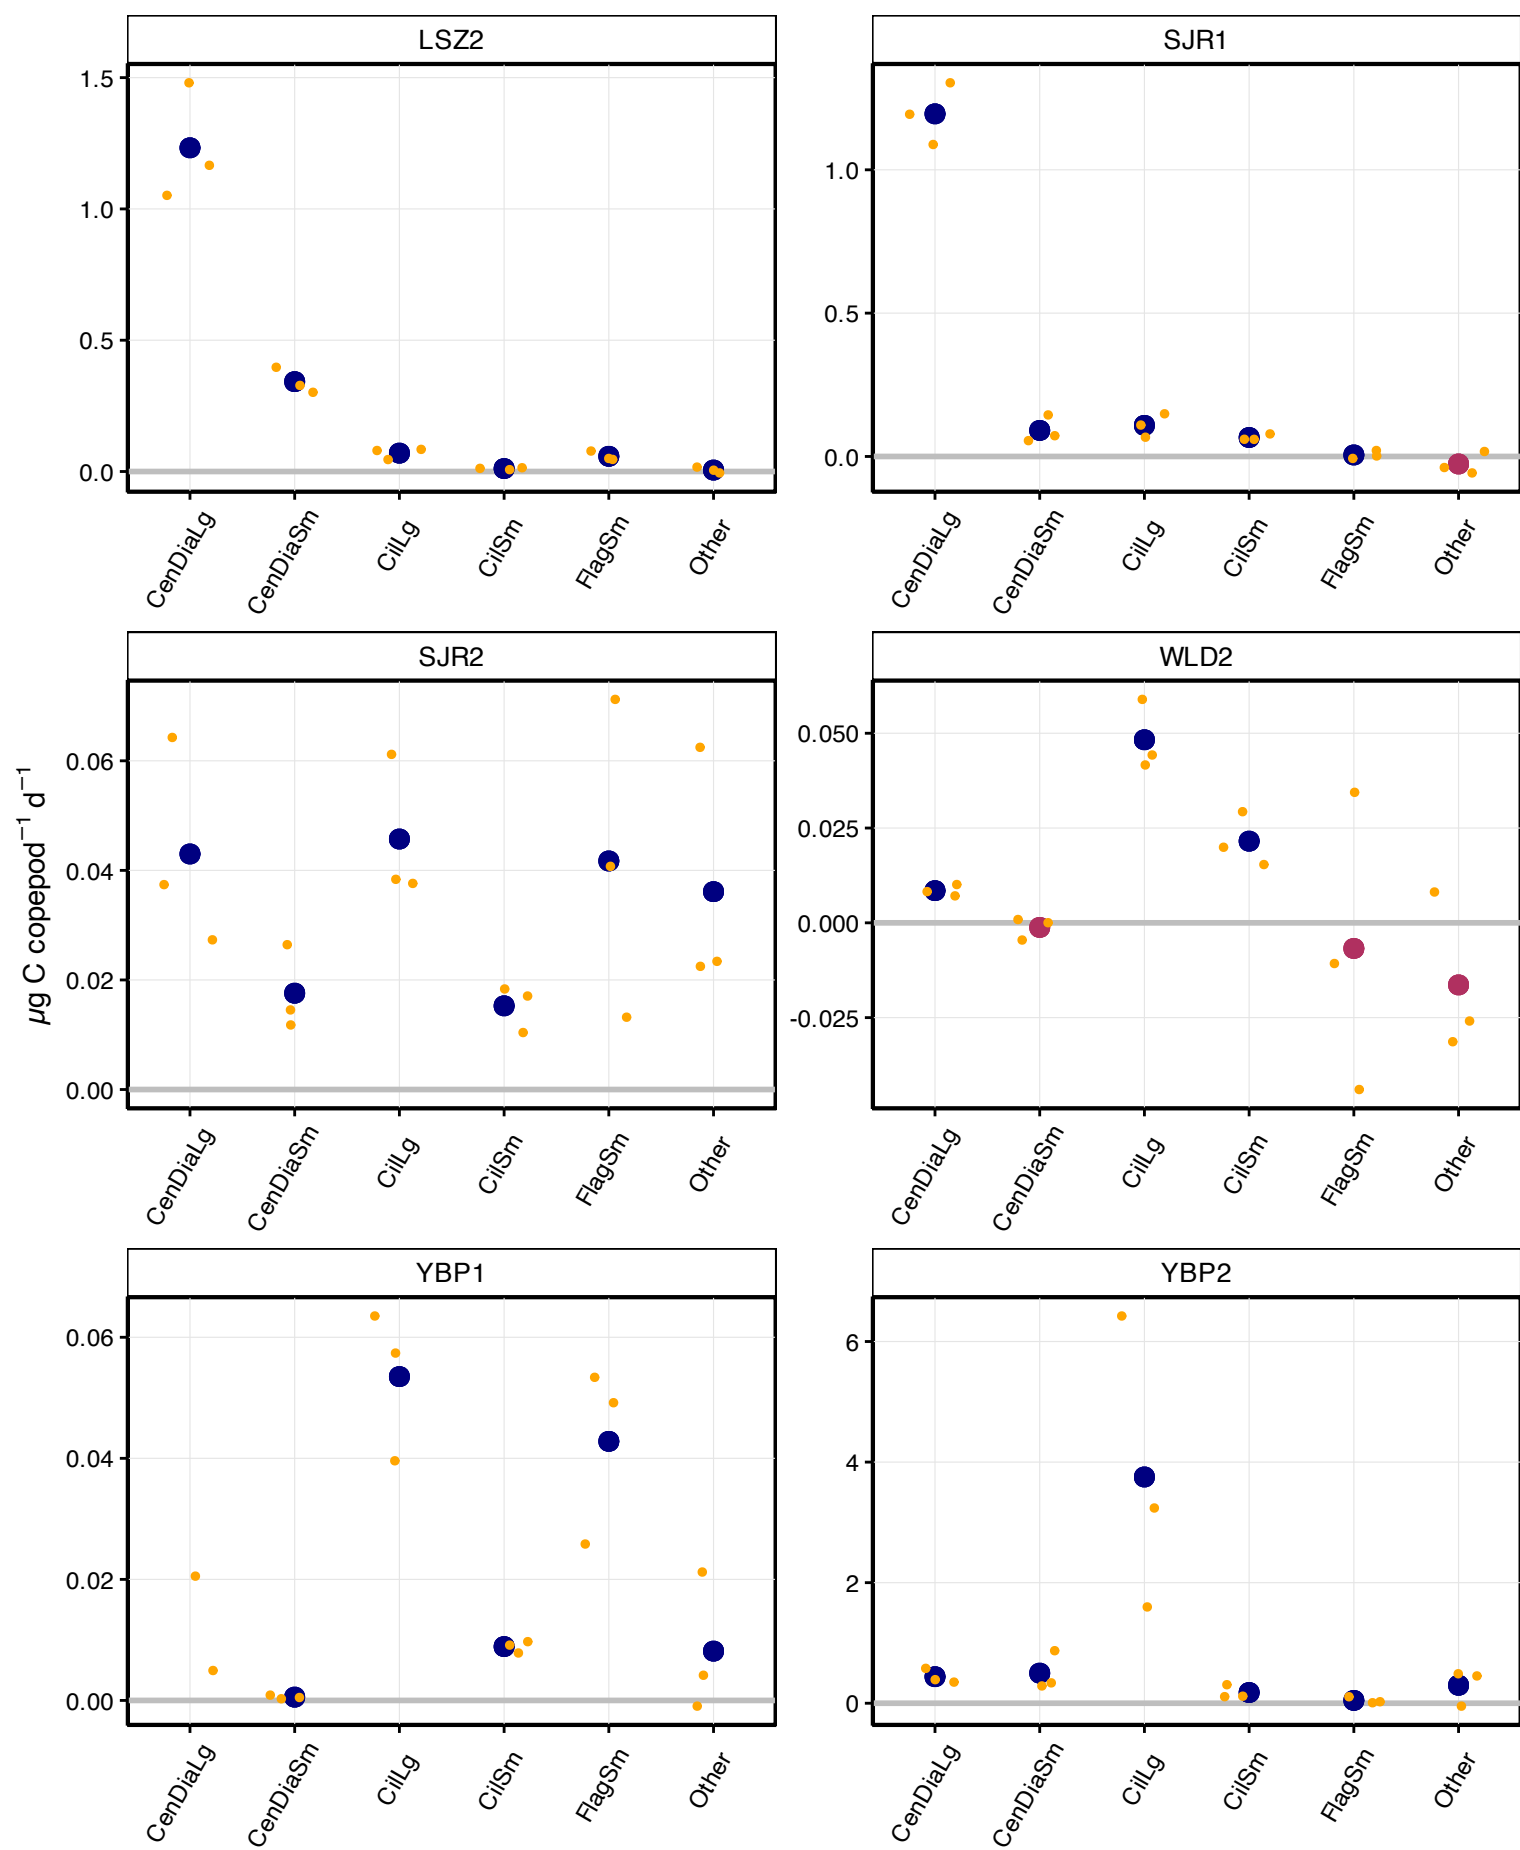 LSZ2
1.5
1.0
0.5
0.0
CenDiaLg
CenDiaSm
CilLg
CilSm
FlagSm
Other
SJR1
1.0
0.5
0.0
CenDiaLg
CenDiaSm
CilLg
CilSm
FlagSm
Other
µg C copepod⁻¹ d⁻¹
SJR2
0.06
0.04
0.02
0.00
CenDiaLg
CenDiaSm
CilLg
CilSm
FlagSm
Other
WLD2
0.050
0.025
0.000
-0.025
CenDiaLg
CenDiaSm
CilLg
CilSm
FlagSm
Other
YBP1
0.06
0.04
0.02
0.00
CenDiaLg
CenDiaSm
CilLg
CilSm
FlagSm
Other
YBP2
6
4
2
0
CenDiaLg
CenDiaSm
CilLg
CilSm
FlagSm
Other